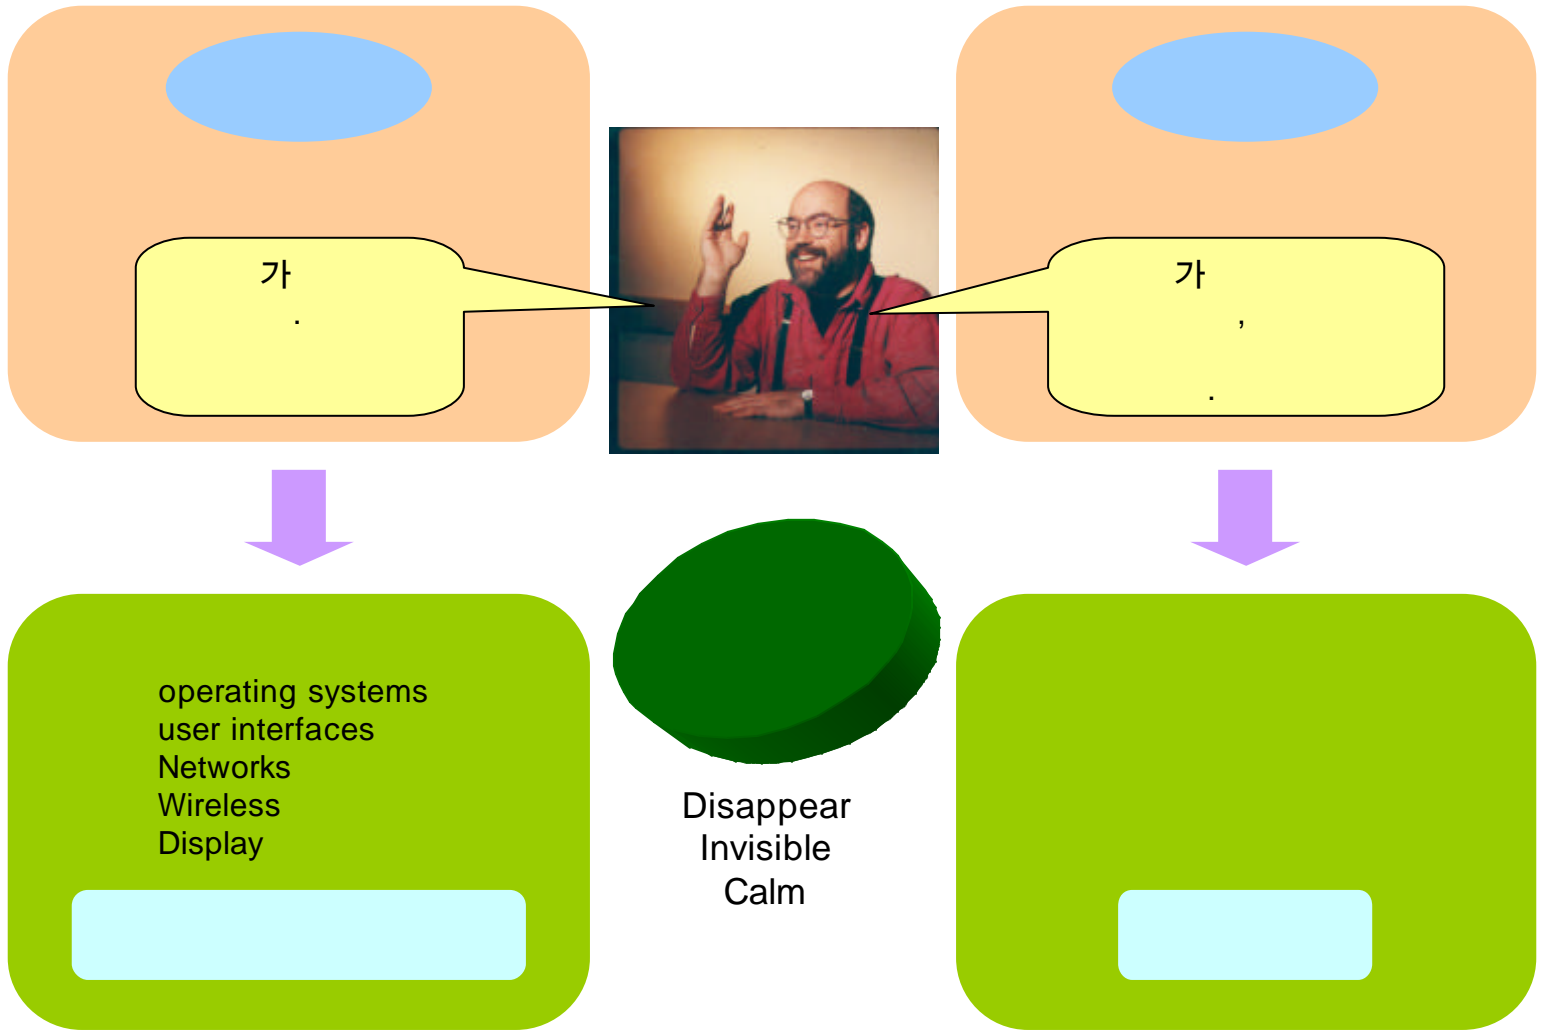 가
.
가
,
.
operating systems
user interfaces
Networks
Wireless
Display
Disappear
Invisible
Calm